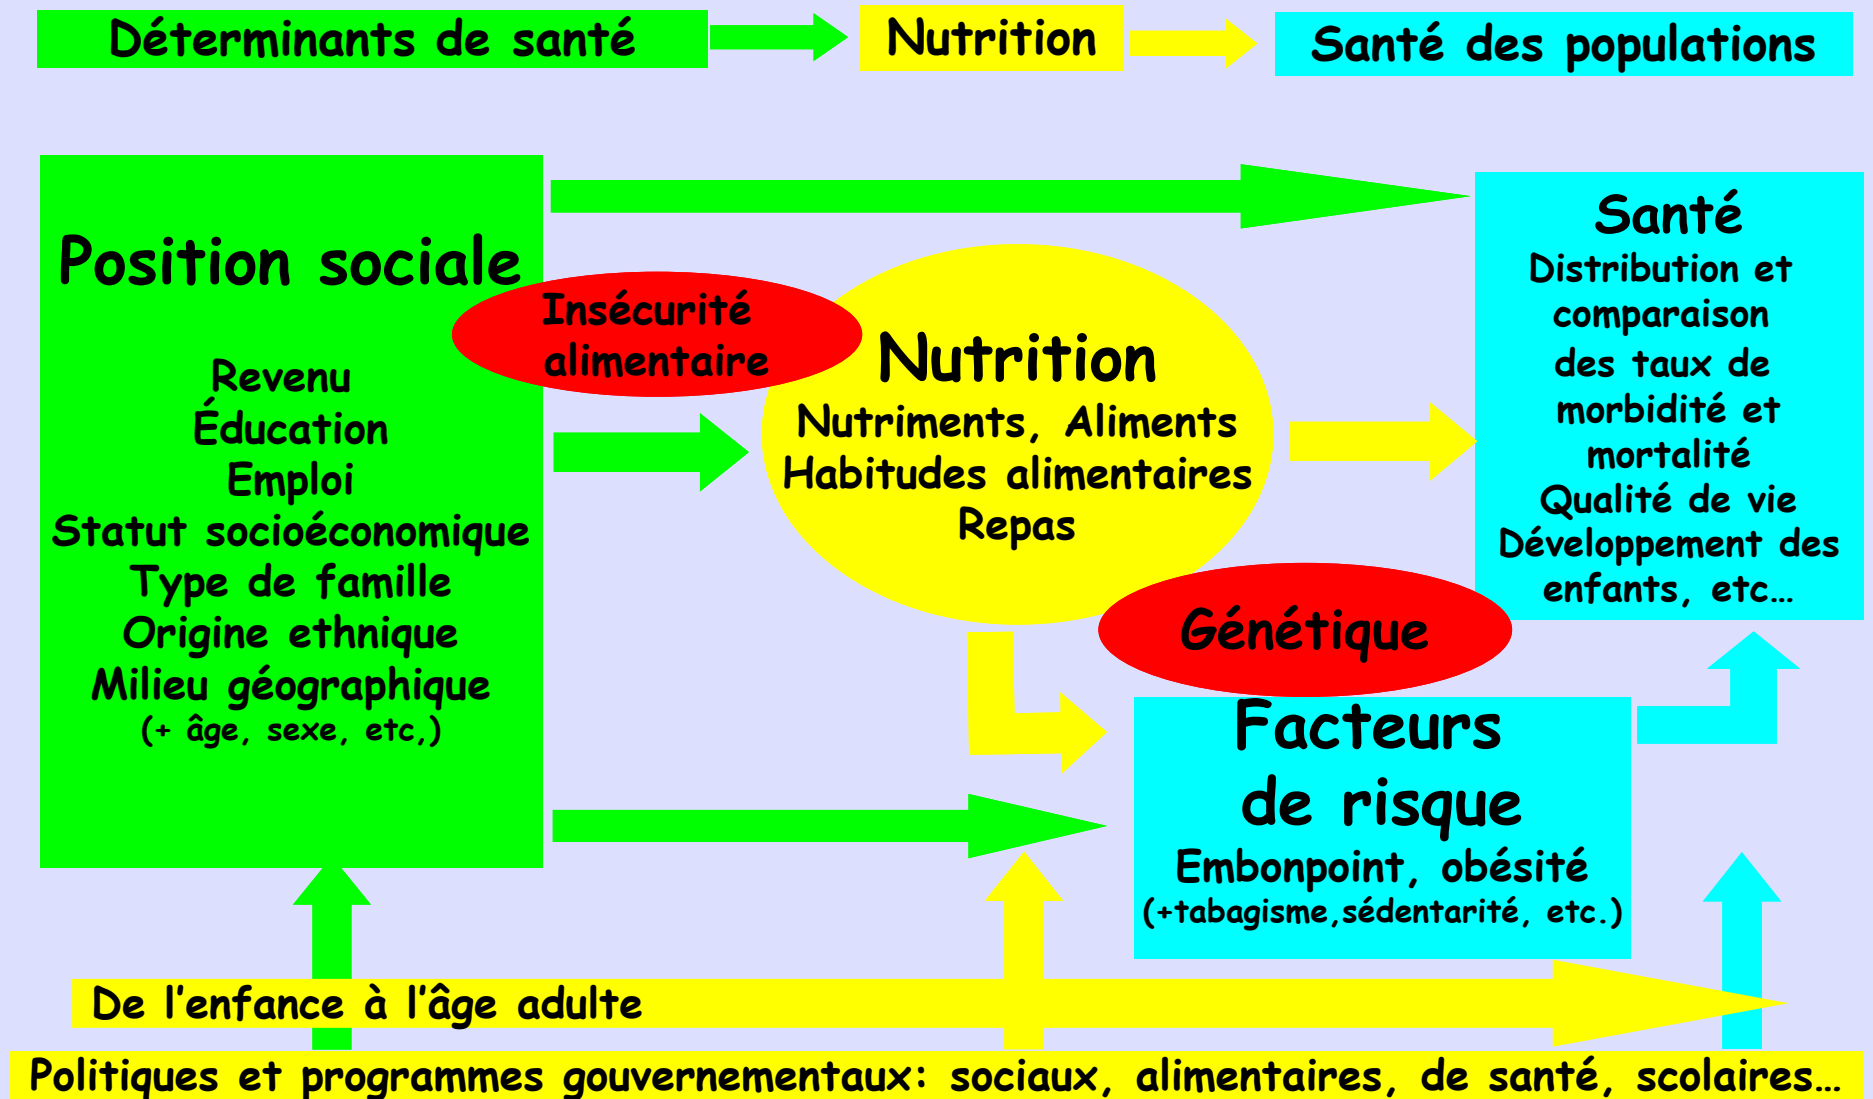 Déterminants de santé
Nutrition
Santé des populations
Position sociale
Revenu
Éducation
Emploi
Statut socioéconomique
Type de famille
Origine ethnique
Milieu géographique
(+ âge, sexe, etc,)
Insécurité
alimentaire
Nutrition
Nutriments, Aliments
Habitudes alimentaires
Repas
Santé
Distribution et
comparaison
des taux de
morbidité et
mortalité
Qualité de vie
Développement des
enfants, etc…
Génétique
Facteurs
de risque
Embonpoint, obésité
(+tabagisme,sédentarité, etc.)
De l’enfance à l’âge adulte
Politiques et programmes gouvernementaux: sociaux, alimentaires, de santé, scolaires…